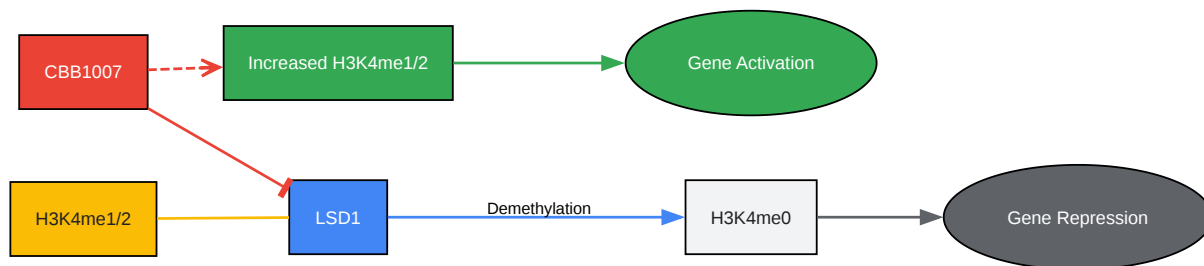 CBB1007
Increased H3K4me1/2
Gene Activation
H3K4me1/2
LSD1
Demethylation
H3K4me0
Gene Repression